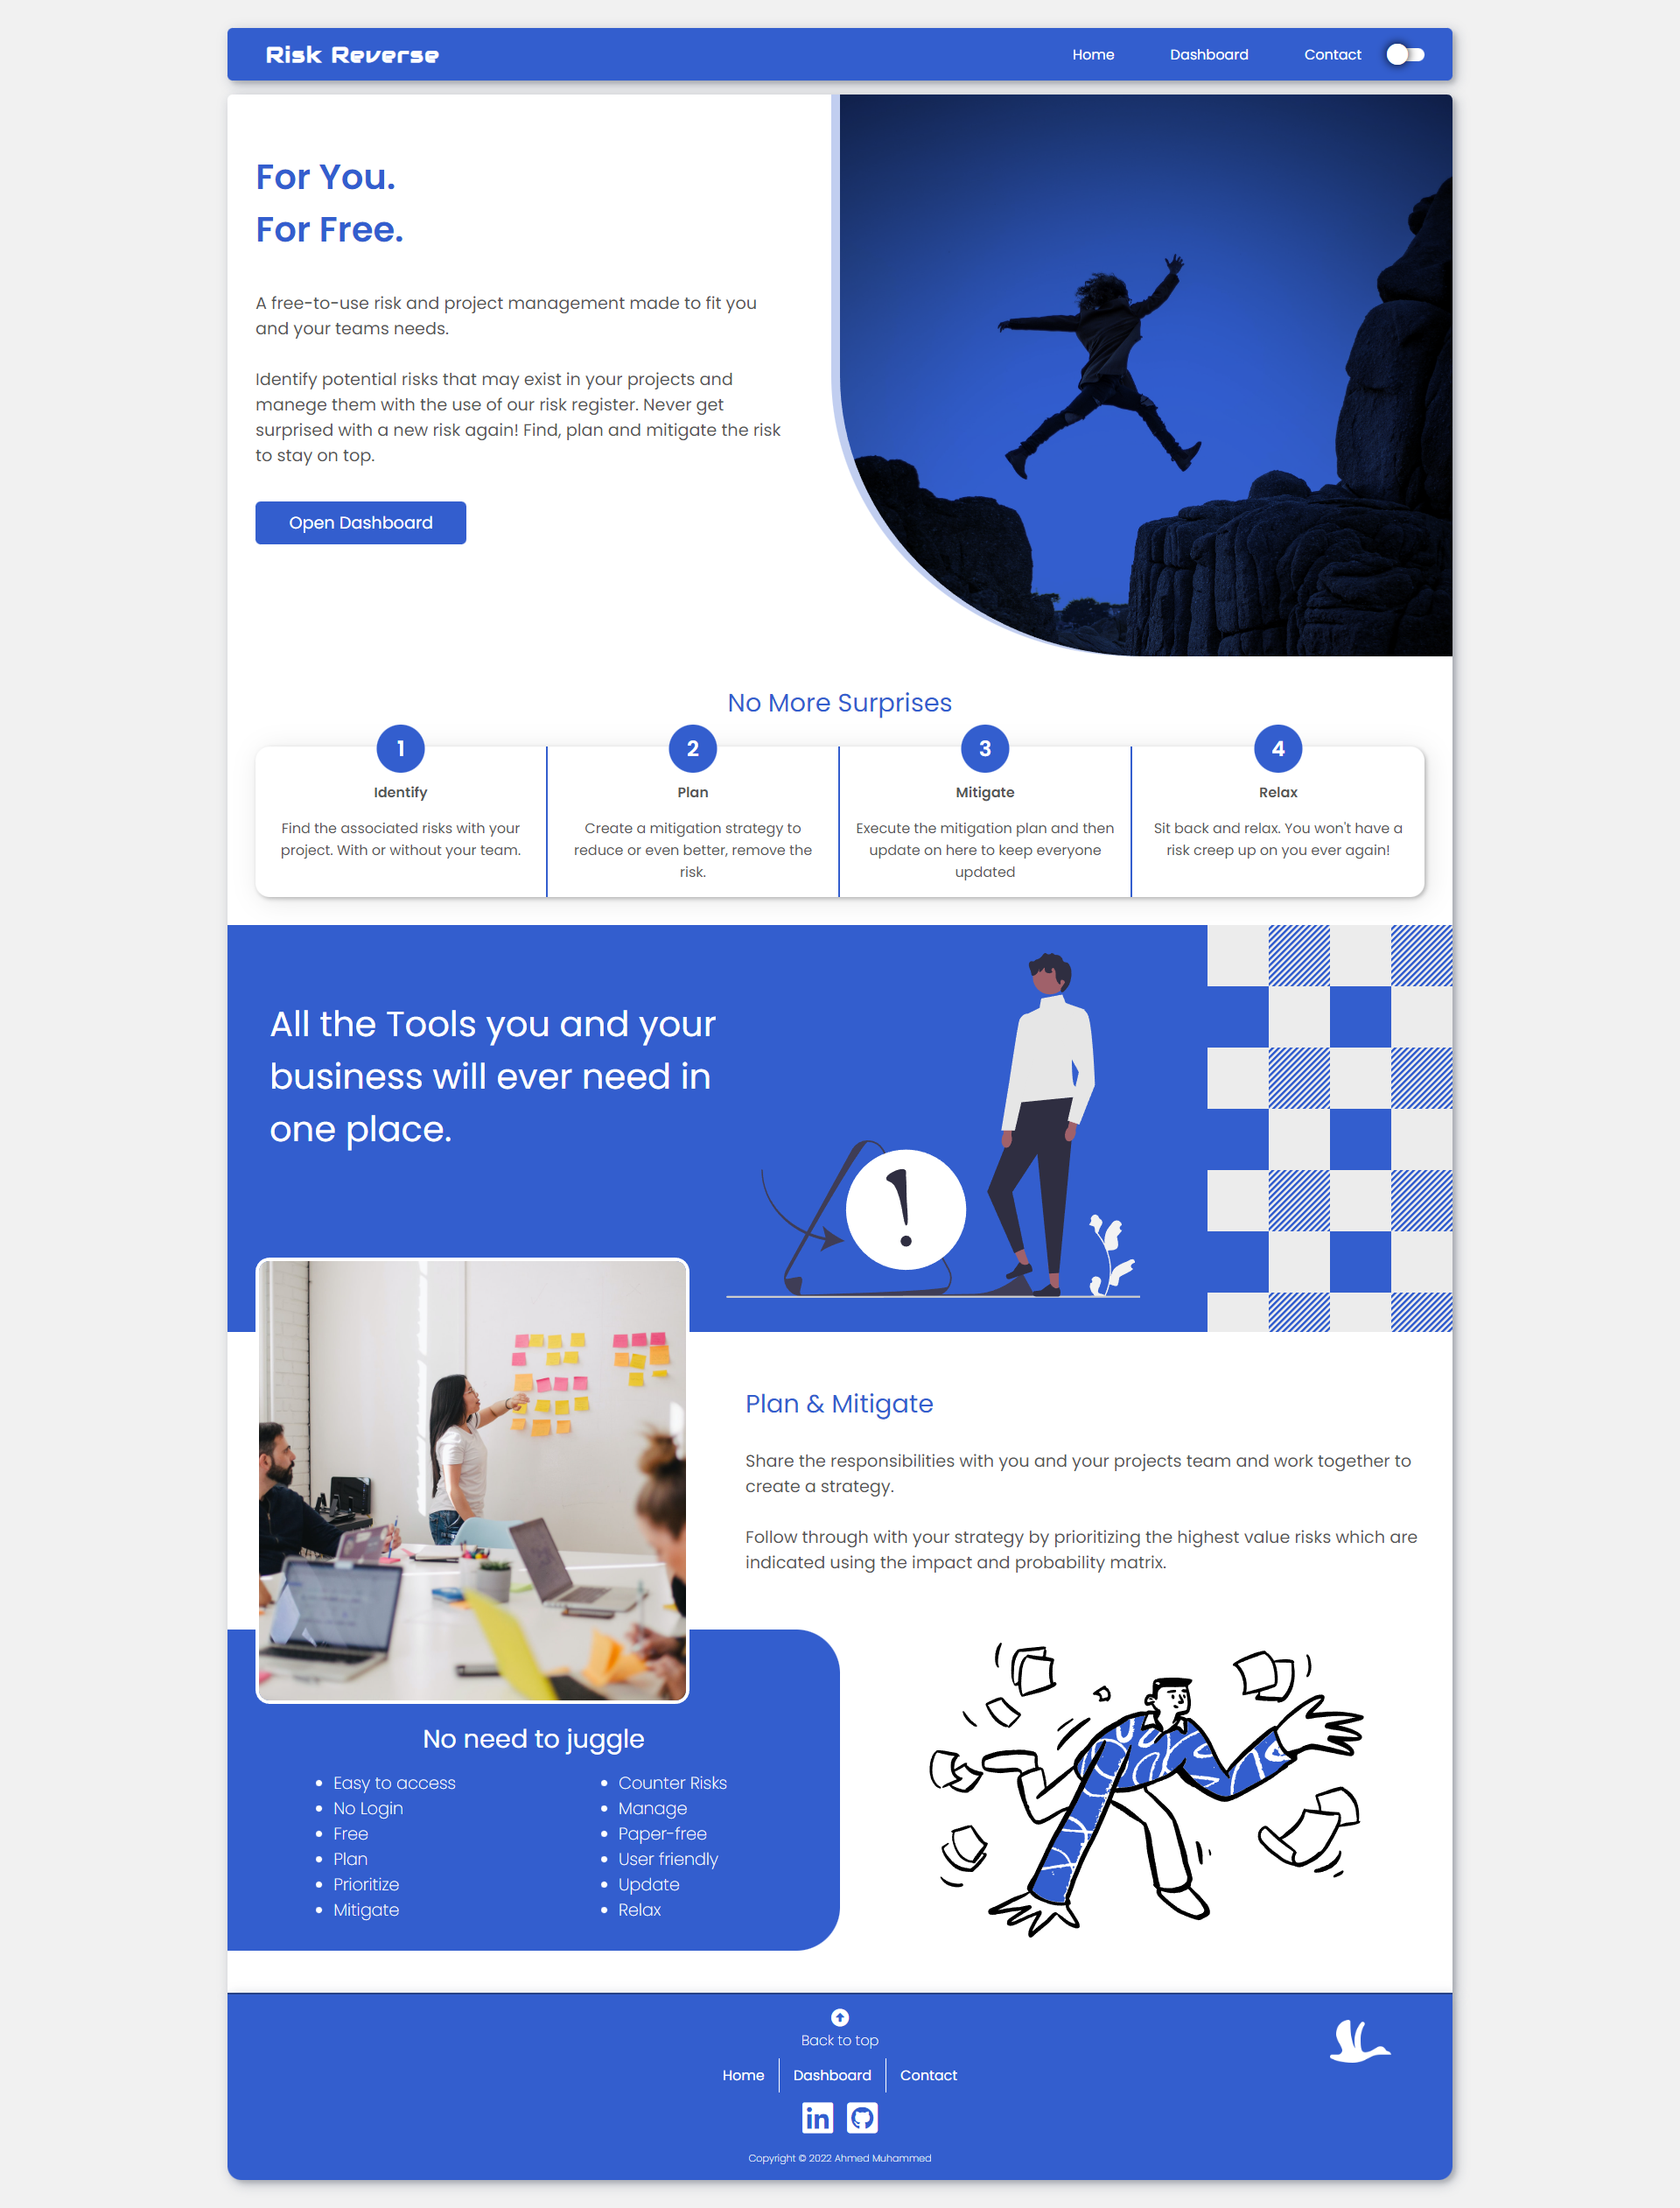 Risk Reverse
Home
Dashboard
Contact
For You.
For Free.
A free-to-use risk and project management made to fit you
and your teams needs.
Identify potential risks that may exist in your projects and
manege them with the use of our risk register. Never get
surprised with a new risk again! Find, plan and mitigate the risk
to stay on top.
Open Dashboard
No More Surprises
1
Identify
Find the associated risks with your
project. With or without your team.
2
Plan
Create a mitigation strategy to
reduce or even better, remove the
risk.
3
Mitigate
Execute the mitigation plan and then
update on here to keep everyone
updated
4
Relax
Sit back and relax. You won't have a
risk creep up on you ever again!
All the Tools you and your
business will ever need in
one place.
!
Plan & Mitigate
Share the responsibilities with you and your projects team and work together to
create a strategy.
Follow through with your strategy by prioritizing the highest value risks which are
indicated using the impact and probability matrix.
No need to juggle
Easy to access
No Login
Free
Plan
Prioritize
Mitigate
Counter Risks
Manage
Paper-free
User friendly
Update
Relax
Back to top
Home
Dashboard
Contact
in
Copyright © 2022 Ahmed Muhammed